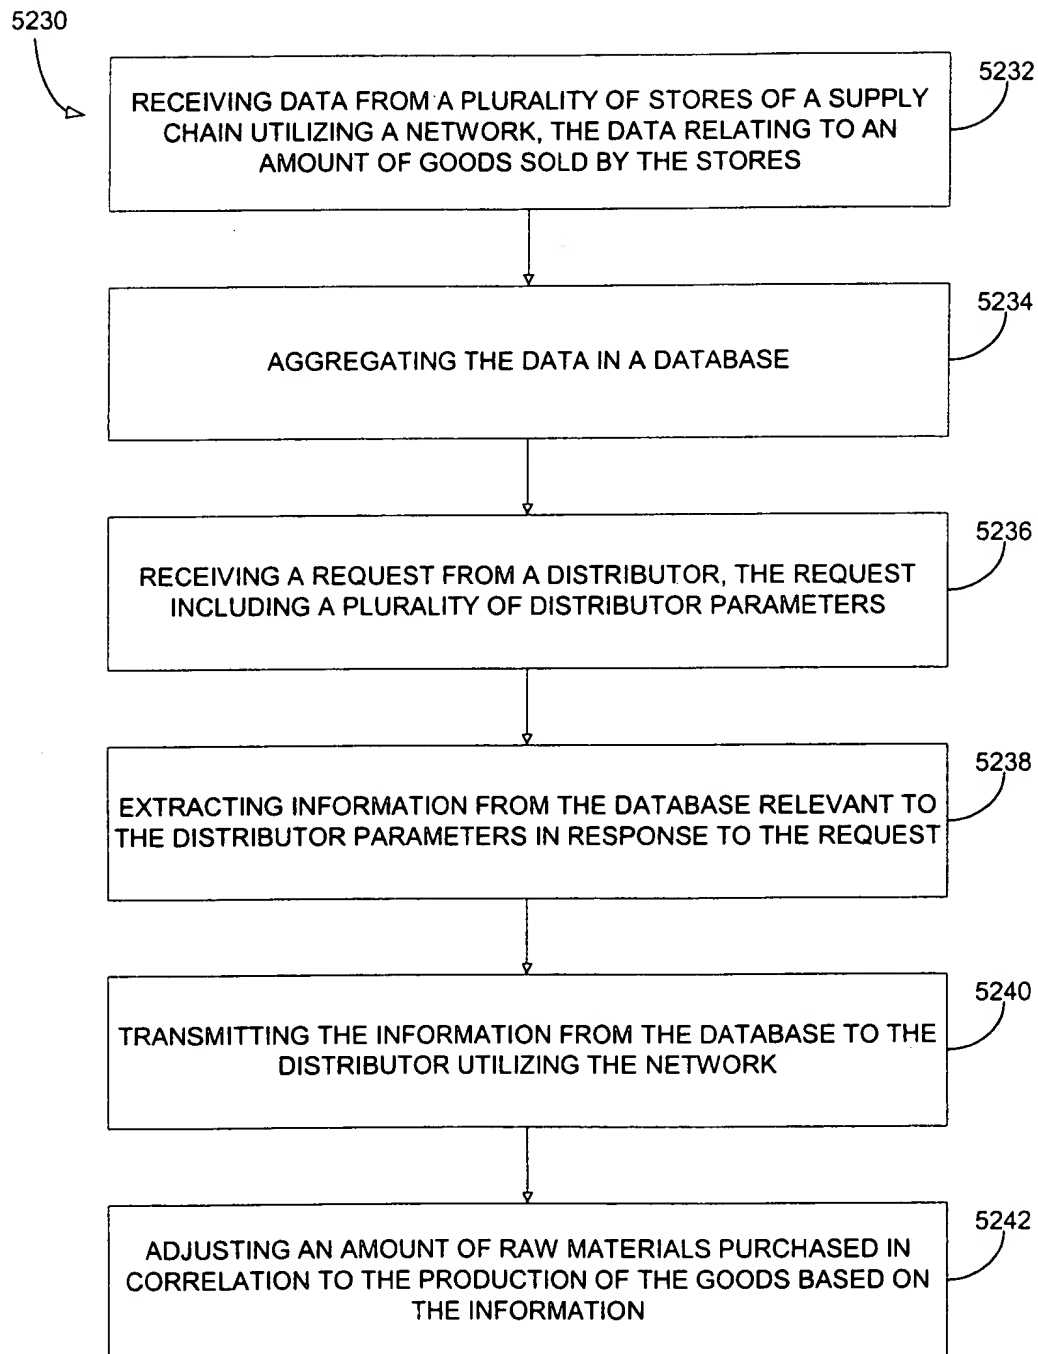 5230
5232
RECEIVING DATA FROM A PLURALITY OF STORES OF A SUPPLY
CHAIN UTILIZING A NETWORK, THE DATA RELATING TO AN
AMOUNT OF GOODS SOLD BY THE STORES
5234
AGGREGATING THE DATA IN A DATABASE
5236
RECEIVING A REQUEST FROM A DISTRIBUTOR, THE REQUEST
INCLUDING A PLURALITY OF DISTRIBUTOR PARAMETERS
5238
EXTRACTING INFORMATION FROM THE DATABASE RELEVANT TO
THE DISTRIBUTOR PARAMETERS IN RESPONSE TO THE REQUEST
5240
TRANSMITTING THE INFORMATION FROM THE DATABASE TO THE
DISTRIBUTOR UTILIZING THE NETWORK
5242
ADJUSTING AN AMOUNT OF RAW MATERIALS PURCHASED IN
CORRELATION TO THE PRODUCTION OF THE GOODS BASED ON
THE INFORMATION